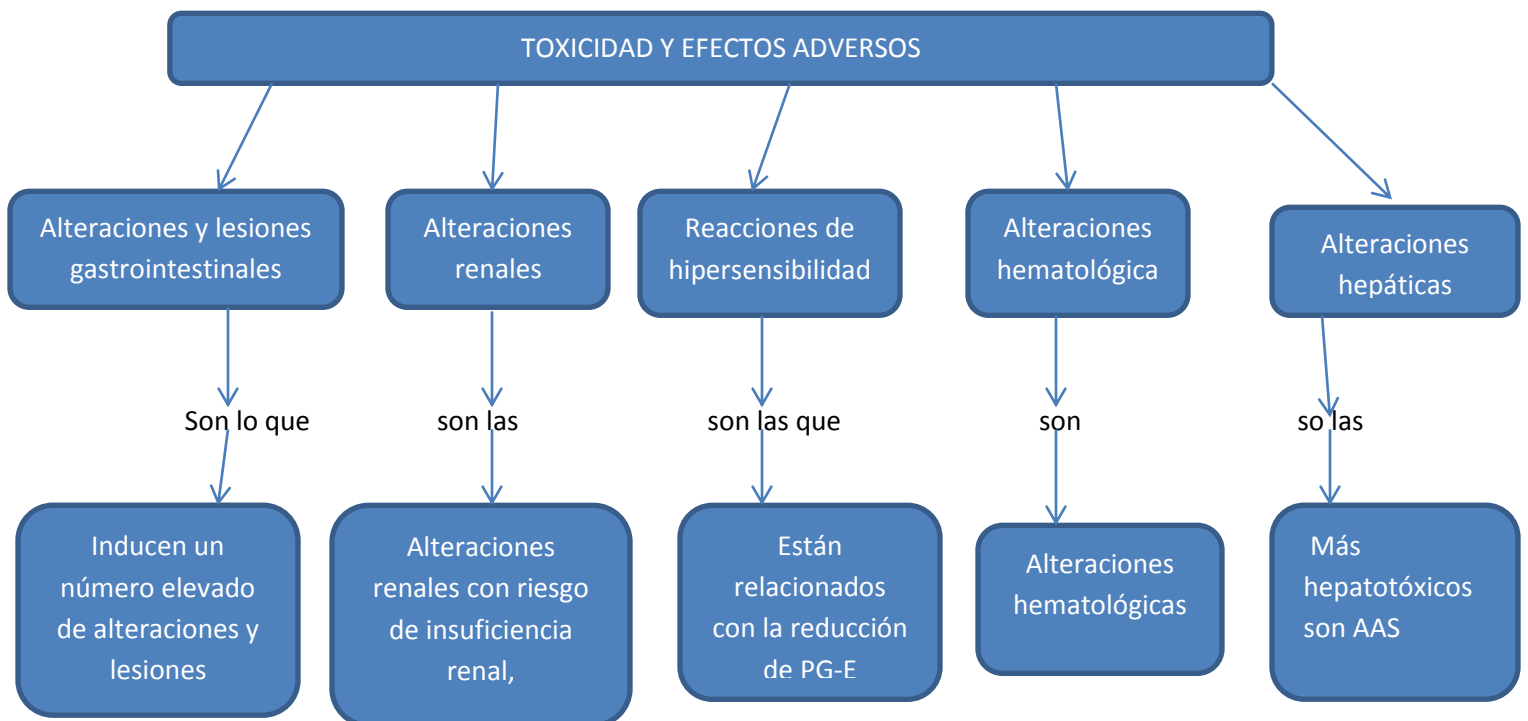 TOXICIDAD Y EFECTOS ADVERSOS
Alteraciones y lesiones
gastrointestinales
Alteraciones
renales
Reacciones de
hipersensibilidad
Alteraciones
hematológica
Alteraciones
hepáticas
Son lo que
son las
son las que
son
so las
Inducen un
número elevado
de alteraciones y
lesiones
Alteraciones
renales con riesgo
de insuficiencia
renal,
Están
relacionados
con la reducción
de PG-E
Alteraciones
hematológicas
Más
hepatotóxicos
son AAS